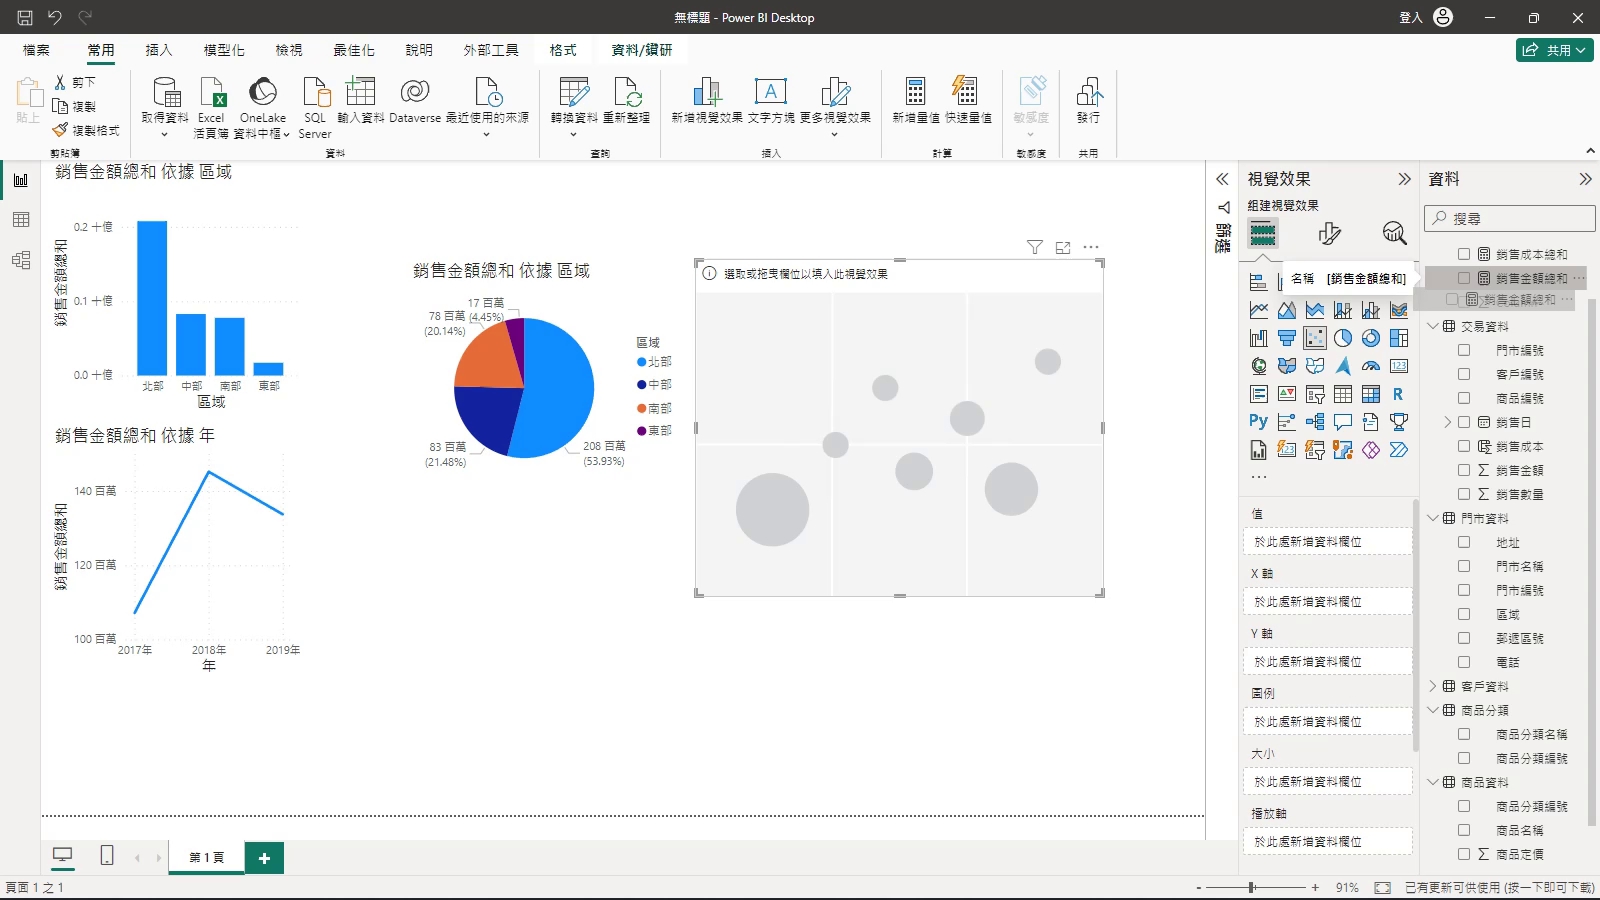 無標題 - Power BI Desktop
登入
檔案 常用 插入 模型化 檢視 最佳化 說明 外部工具 格式 資料/鑽研
共用
貼上
剪下
複製
複製格式
剪貼簿
取得資料
Excel 活頁簿
OneLake 資料中樞
SQL Server
輸入資料
Dataverse
最近使用的來源
資料
轉換資料
重新整理
查詢
新增視覺效果
文字方塊
更多視覺效果
插入
新增量值
快速量值
計算
敏感度
敏感度
發行
共用
銷售金額總和 依據 區域
銷售金額總和
0.2 十億
0.1 十億
0.0 十億
北部 中部 南部 東部
區域
銷售金額總和 依據 年
銷售金額總和
140 百萬
120 百萬
100 百萬
2017年 2018年 2019年
年
銷售金額總和 依據 區域
17 百萬
(4.45%)
78 百萬
(20.14%)
83 百萬
(21.48%)
208 百萬
(53.93%)
區域
北部
中部
南部
東部
選取或拖曳欄位以填入此視覺效果
篩選
視覺效果
組建視覺效果
名稱 [銷售金額總和]
123
R
Py
123
值
於此處新增資料欄位
X 軸
於此處新增資料欄位
Y 軸
於此處新增資料欄位
圖例
於此處新增資料欄位
大小
於此處新增資料欄位
播放軸
於此處新增資料欄位
資料
搜尋
銷售成本總和
銷售金額總和
銷售金額總和
交易資料
門市編號
客戶編號
商品編號
銷售日
銷售成本
銷售金額
銷售數量
門市資料
地址
門市名稱
門市編號
區域
郵遞區號
電話
客戶資料
商品分類
商品分類名稱
商品分類編號
商品資料
商品分類編號
商品名稱
商品定價
第 1 頁
頁面 1 之 1
- + 91%
已有更新可供使用 (按一下即可下載)